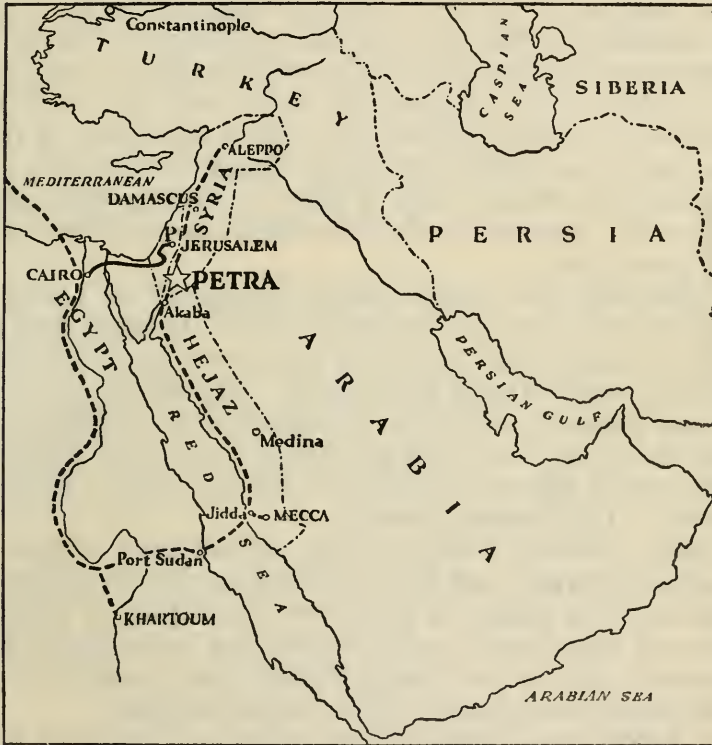 Constantinople
TURKEY
CASPIAN SEA
SIBERIA
ALEPPO
MEDITERRANEAN
DAMASCUS
SYRIA
P
JERUSALEM
PERSIA
CAIRO
PETRA
EGYPT
Akaba
HEJAZ
ARABIA
PERSIAN GULF
RED SEA
Medina
Jidda
MECCA
Port Sudan
KHARTOUM
ARABIAN SEA